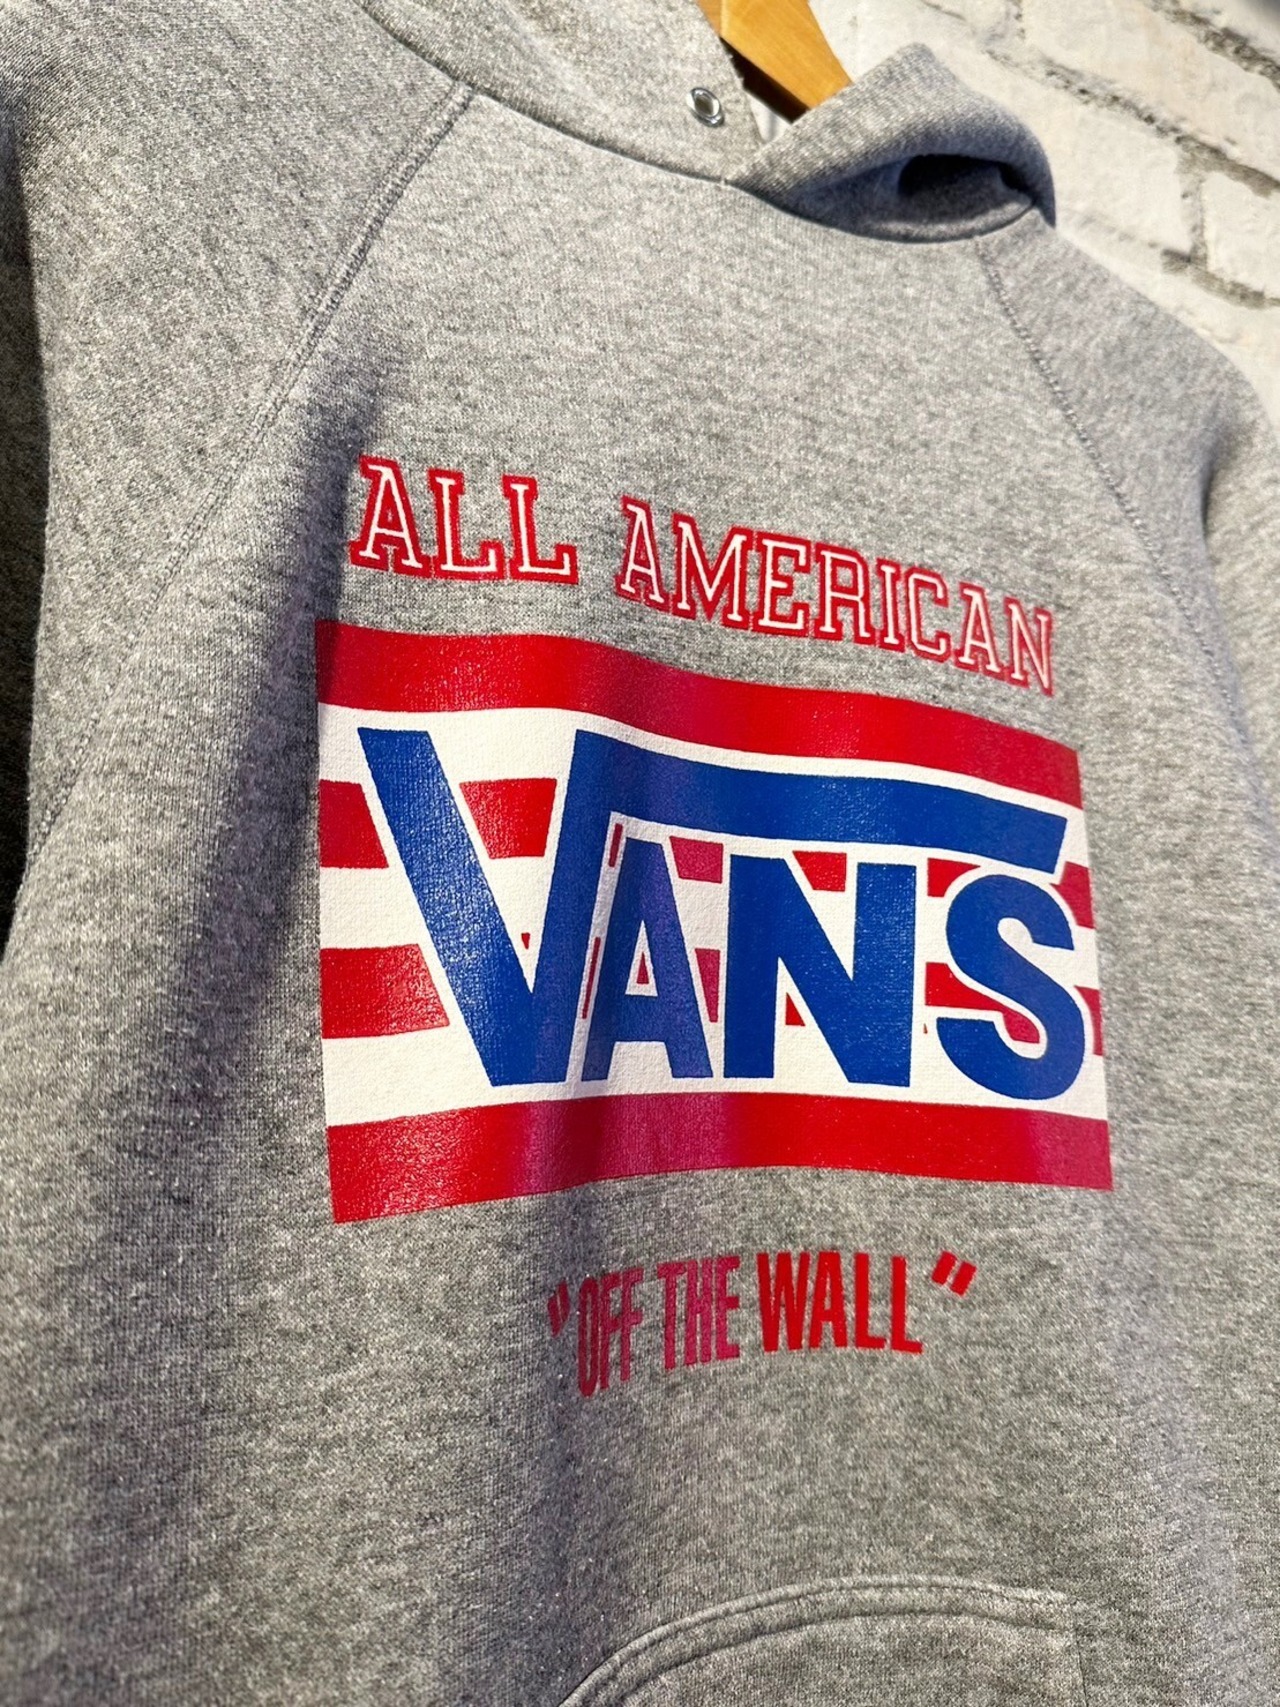 ALL AMERICAN
VANS
"OFF THE WALL"